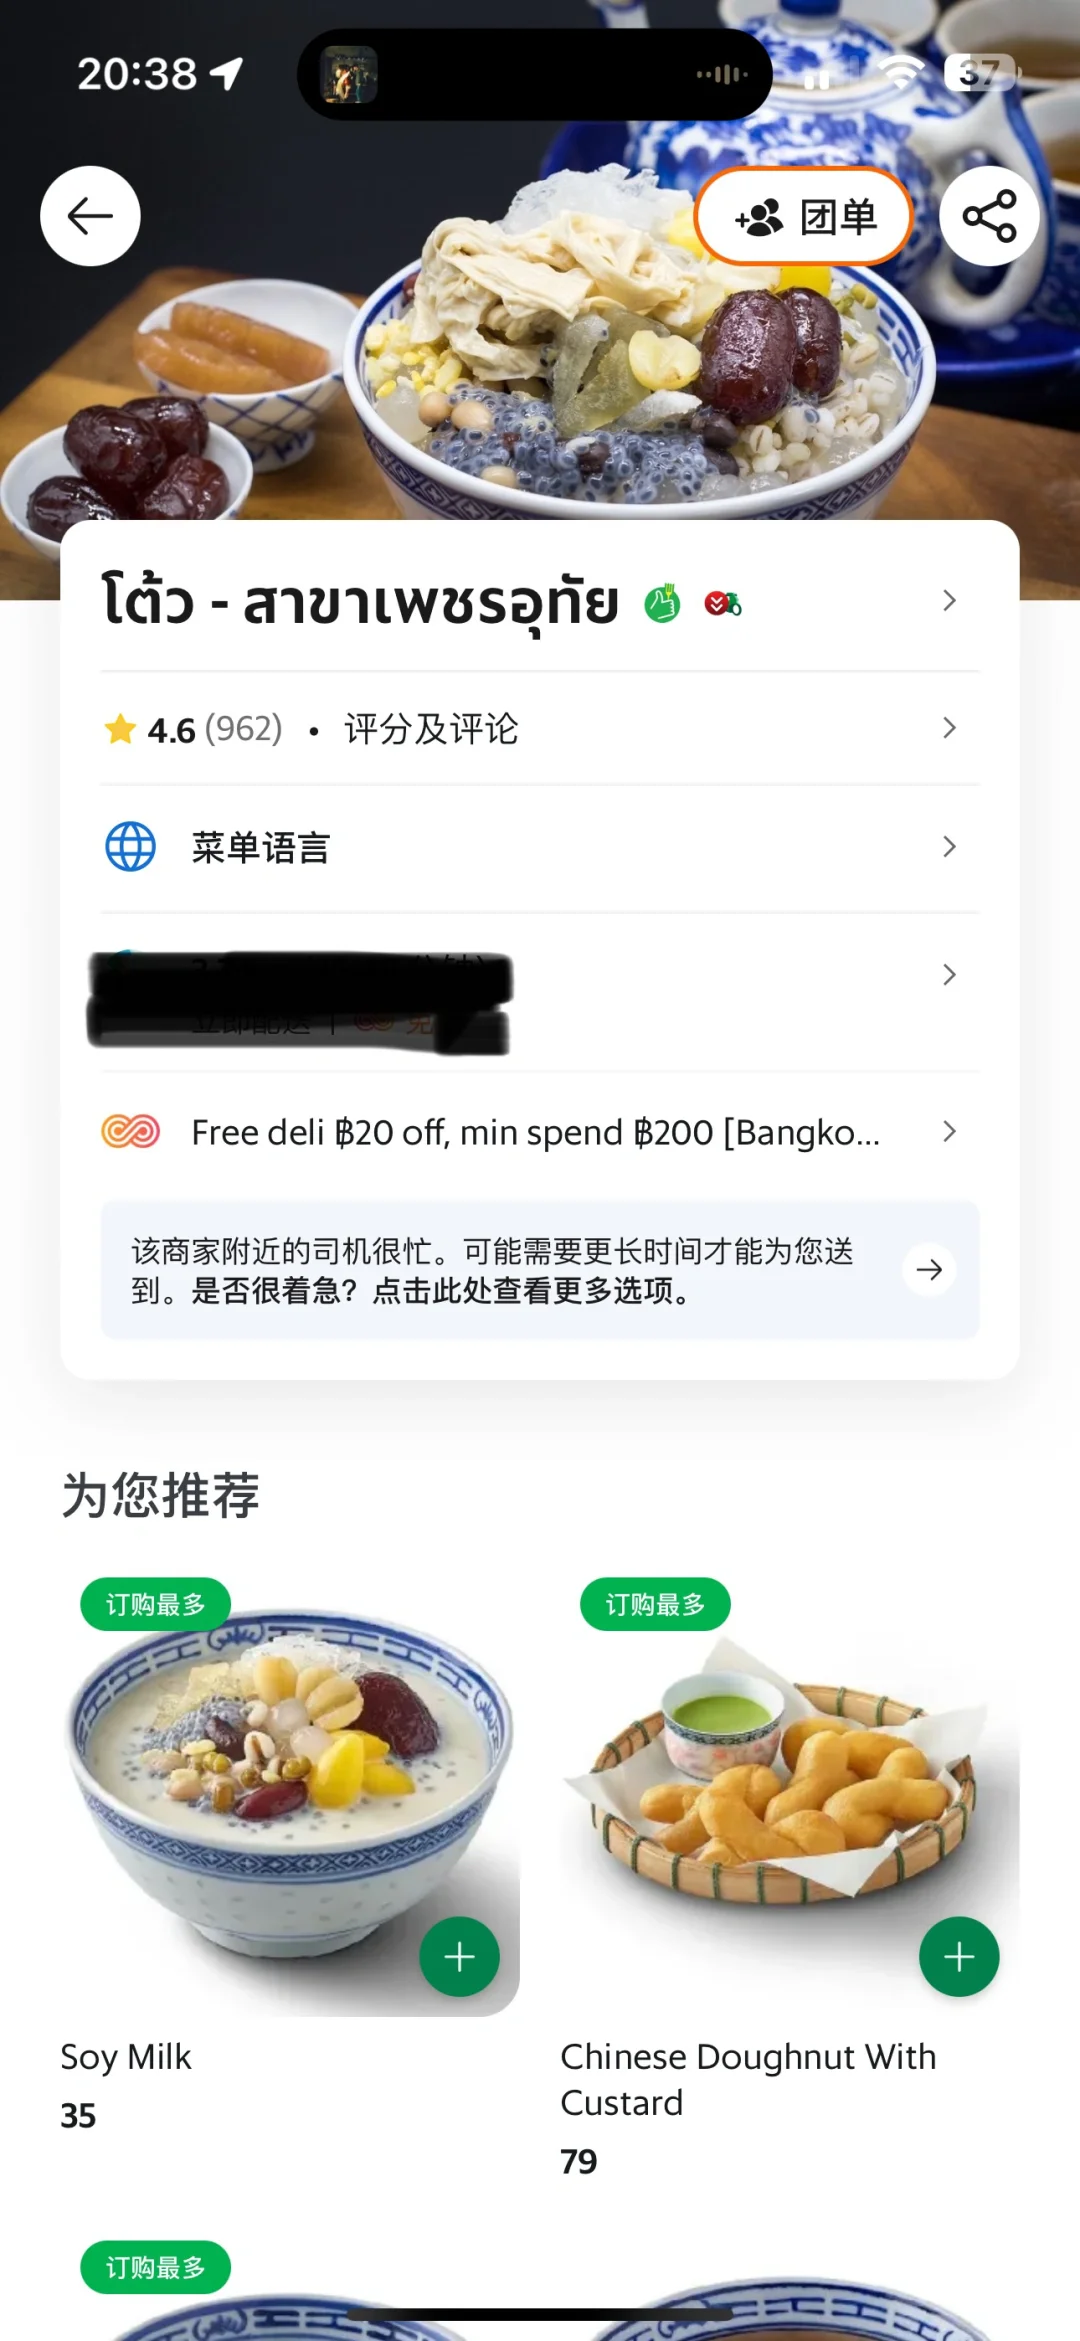 20:38
37
团单
โต้ว - สาขาเพชรอุทัย
4.6 (962) • 评分及评论
菜单语言
立即配送 |
Free deli ฿20 off, min spend ฿200 [Bangko...
该商家附近的司机很忙。可能需要更长时间才能为您送
到。是否很着急？点击此处查看更多选项。
为您推荐
订购最多
订购最多
Soy Milk
35
Chinese Doughnut With
Custard
79
订购最多